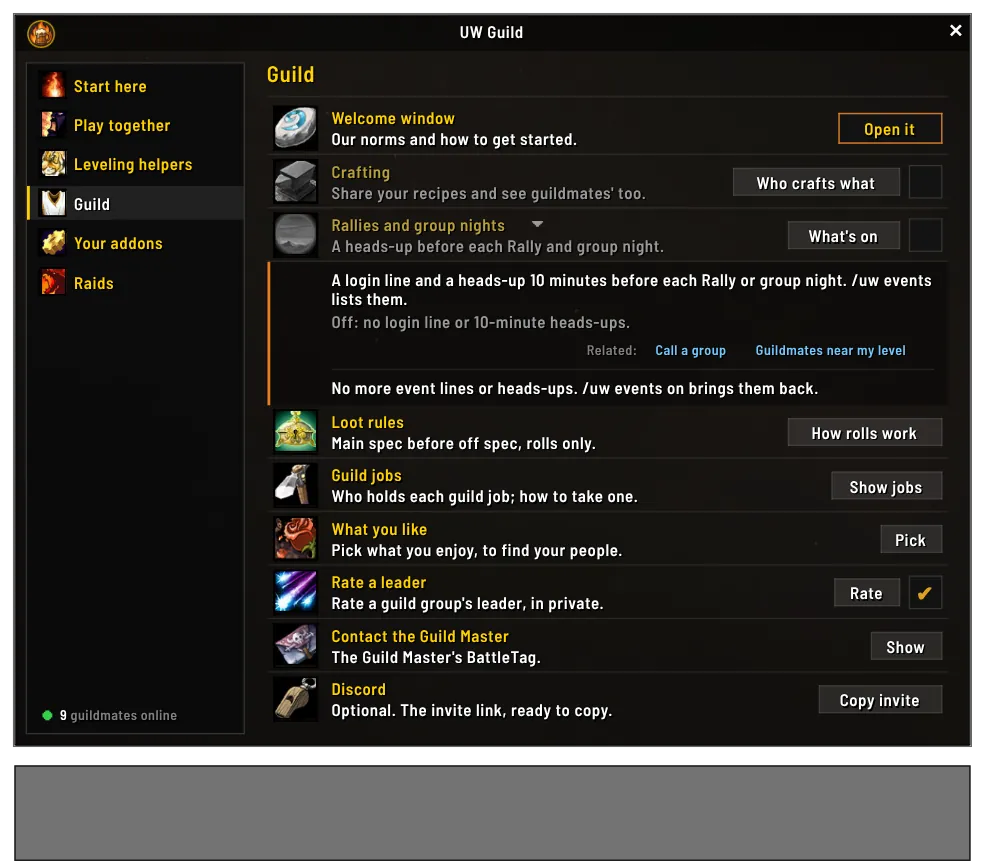 UW Guild
Start here
Play together
Leveling helpers
Guild
Your addons
Raids
9 guildmates online
Guild
Welcome window
Our norms and how to get started.
Open it
Crafting
Share your recipes and see guildmates' too.
Who crafts what
Rallies and group nights
A heads-up before each Rally and group night.
What's on
A login line and a heads-up 10 minutes before each Rally or group night. /uw events
lists them.
Off: no login line or 10-minute heads-ups.
Related: Call a group Guildmates near my level
No more event lines or heads-ups. /uw events on brings them back.
Loot rules
Main spec before off spec, rolls only.
How rolls work
Guild jobs
Who holds each guild job; how to take one.
Show jobs
What you like
Pick what you enjoy, to find your people.
Pick
Rate a leader
Rate a guild group's leader, in private.
Rate
Contact the Guild Master
The Guild Master's BattleTag.
Show
Discord
Optional. The invite link, ready to copy.
Copy invite